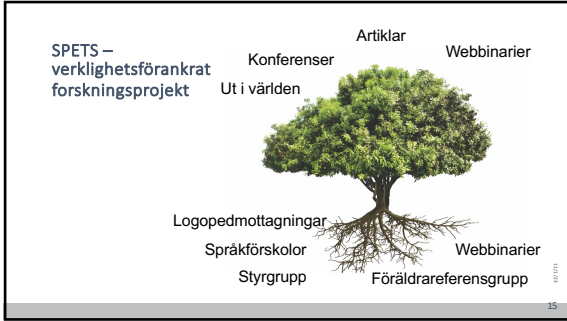 SPETS –
verklighetsförankrat
forskningsprojekt
Artiklar
Konferenser
Webbinarier
Ut i världen
Logopedmottagningar
Språkförskolor
Webbinarier
Styrgrupp
Föräldrareferensgrupp
15